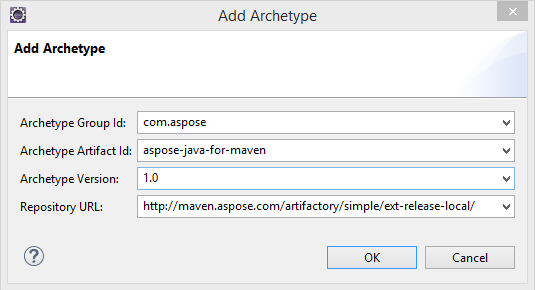 Add Archetype
Add Archetype
Archetype Group Id: com.aspose
Archetype Artifact Id: aspose-java-for-maven
Archetype Version: 1.0
Repository URL: http://maven.aspose.com/artifactory/simple/ext-release-local/
? OK Cancel